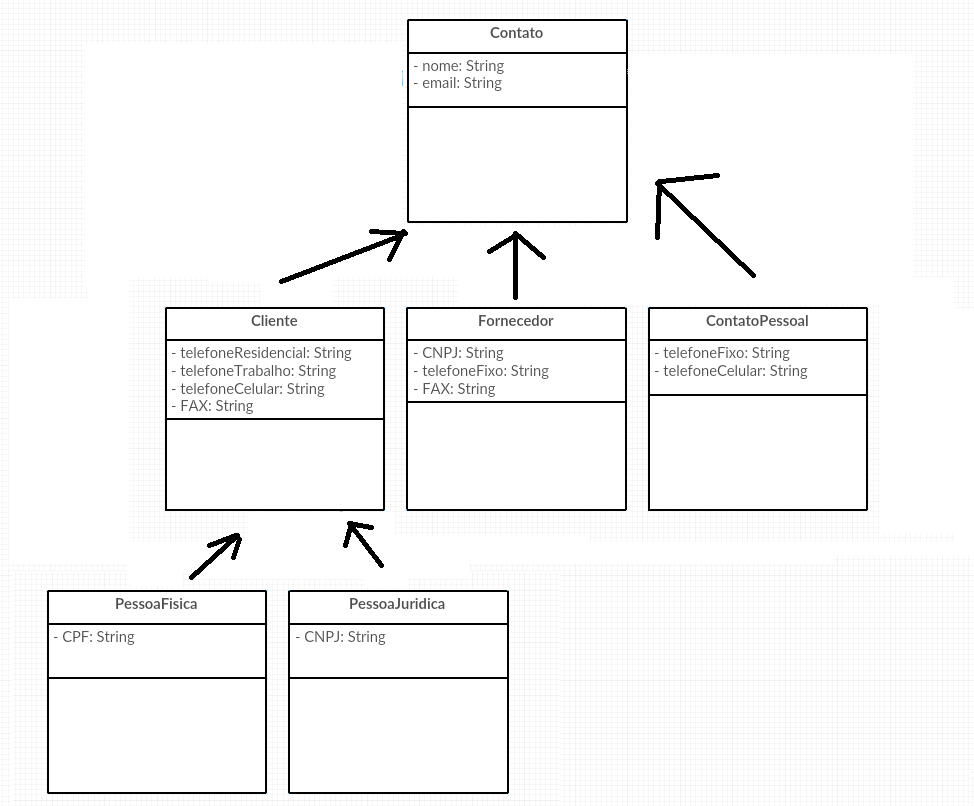 Contato
- nome: String
- email: String
Cliente
- telefoneResidencial: String
- telefoneTrabalho: String
- telefoneCelular: String
- FAX: String
Fornecedor
- CNPJ: String
- telefoneFixo: String
- FAX: String
ContatoPessoal
- telefoneFixo: String
- telefoneCelular: String
PessoaFisica
- CPF: String
PessoaJuridica
- CNPJ: String